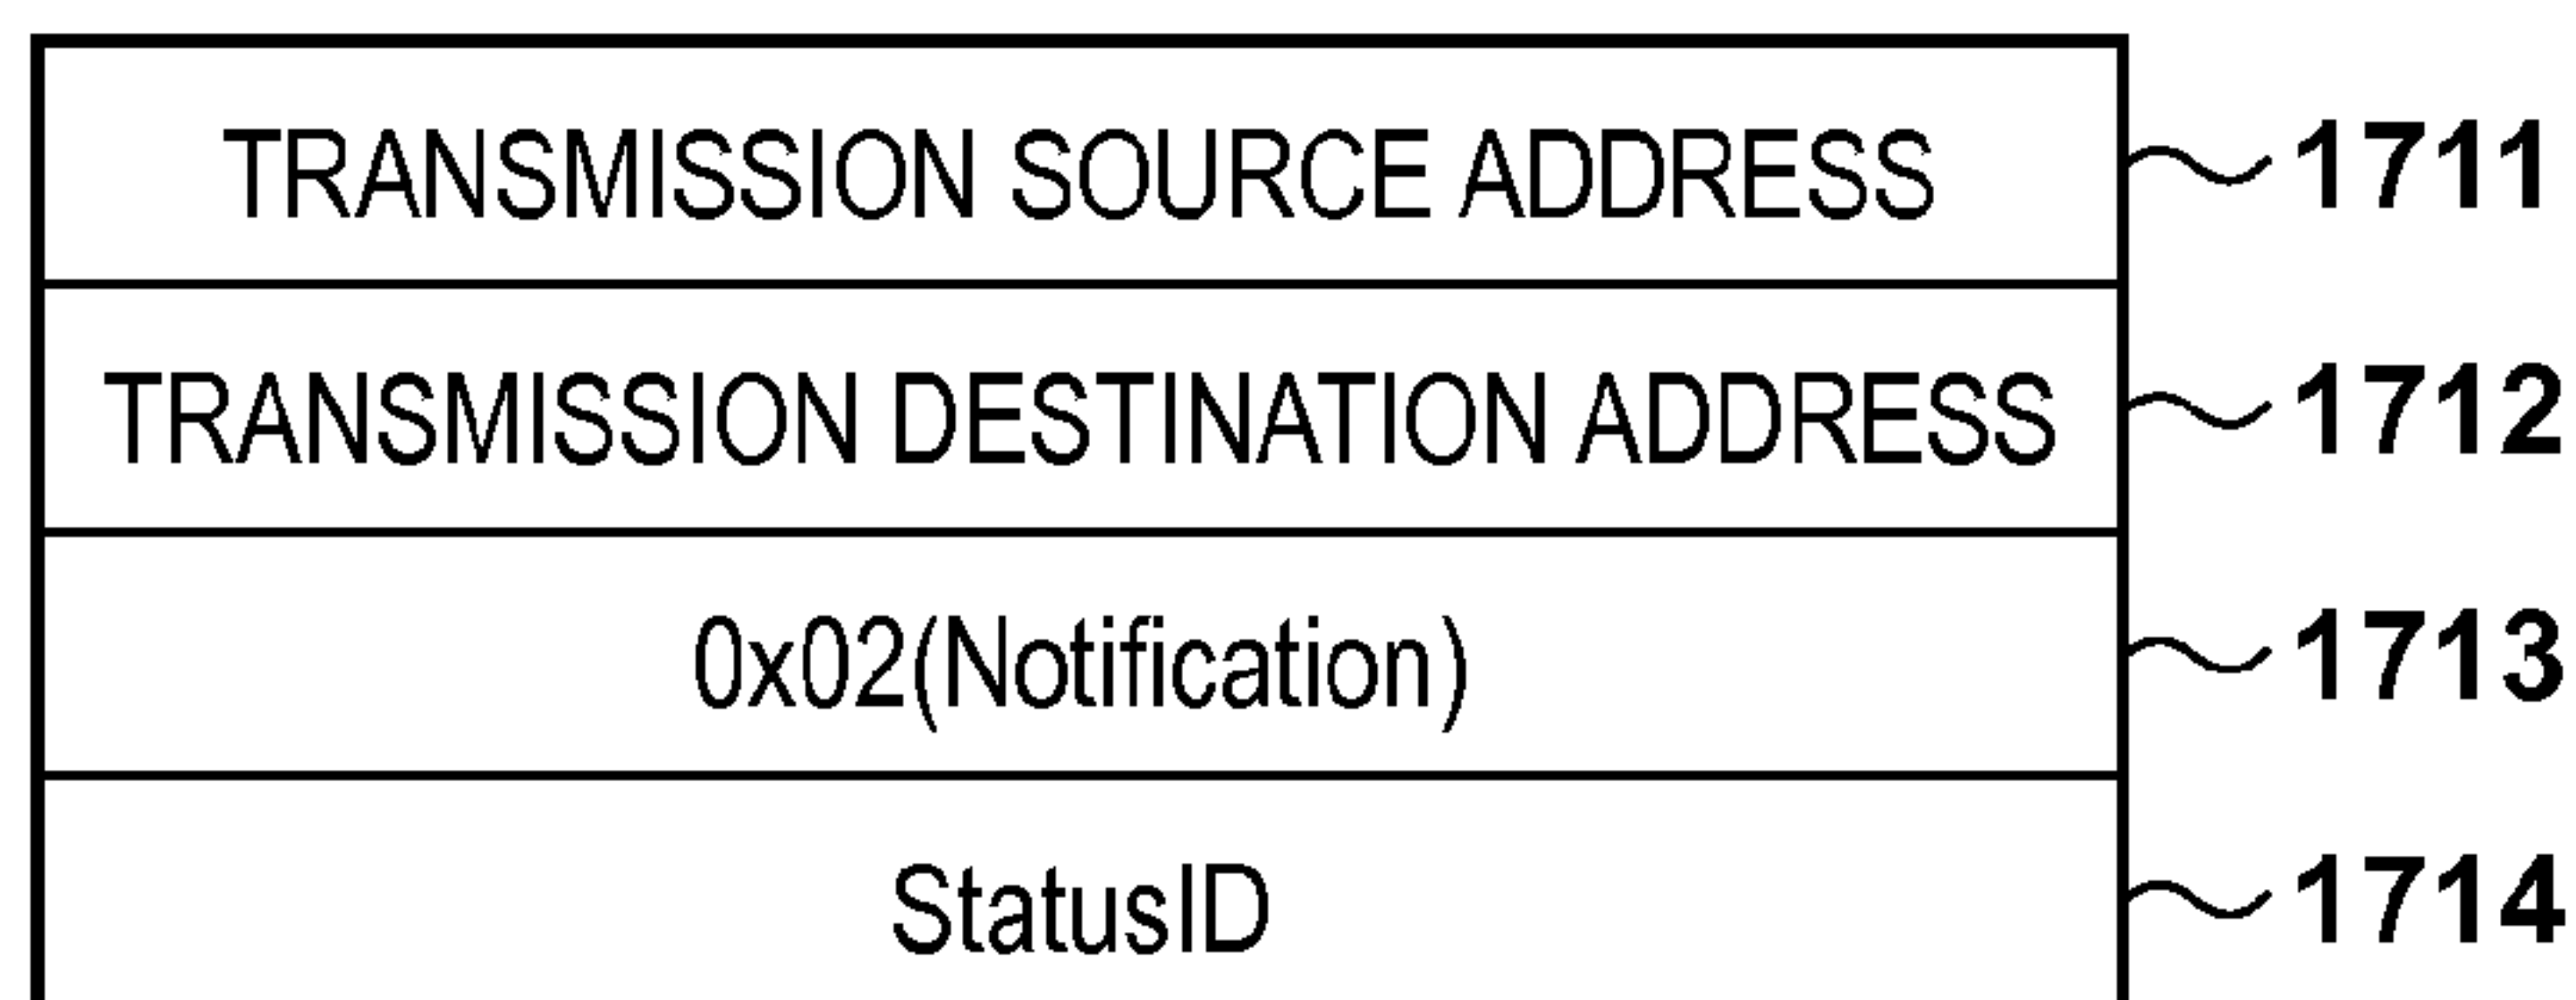 TRANSMISSION SOURCE ADDRESS 1711
TRANSMISSION DESTINATION ADDRESS 1712
0x02(Notification) 1713
StatusID 1714